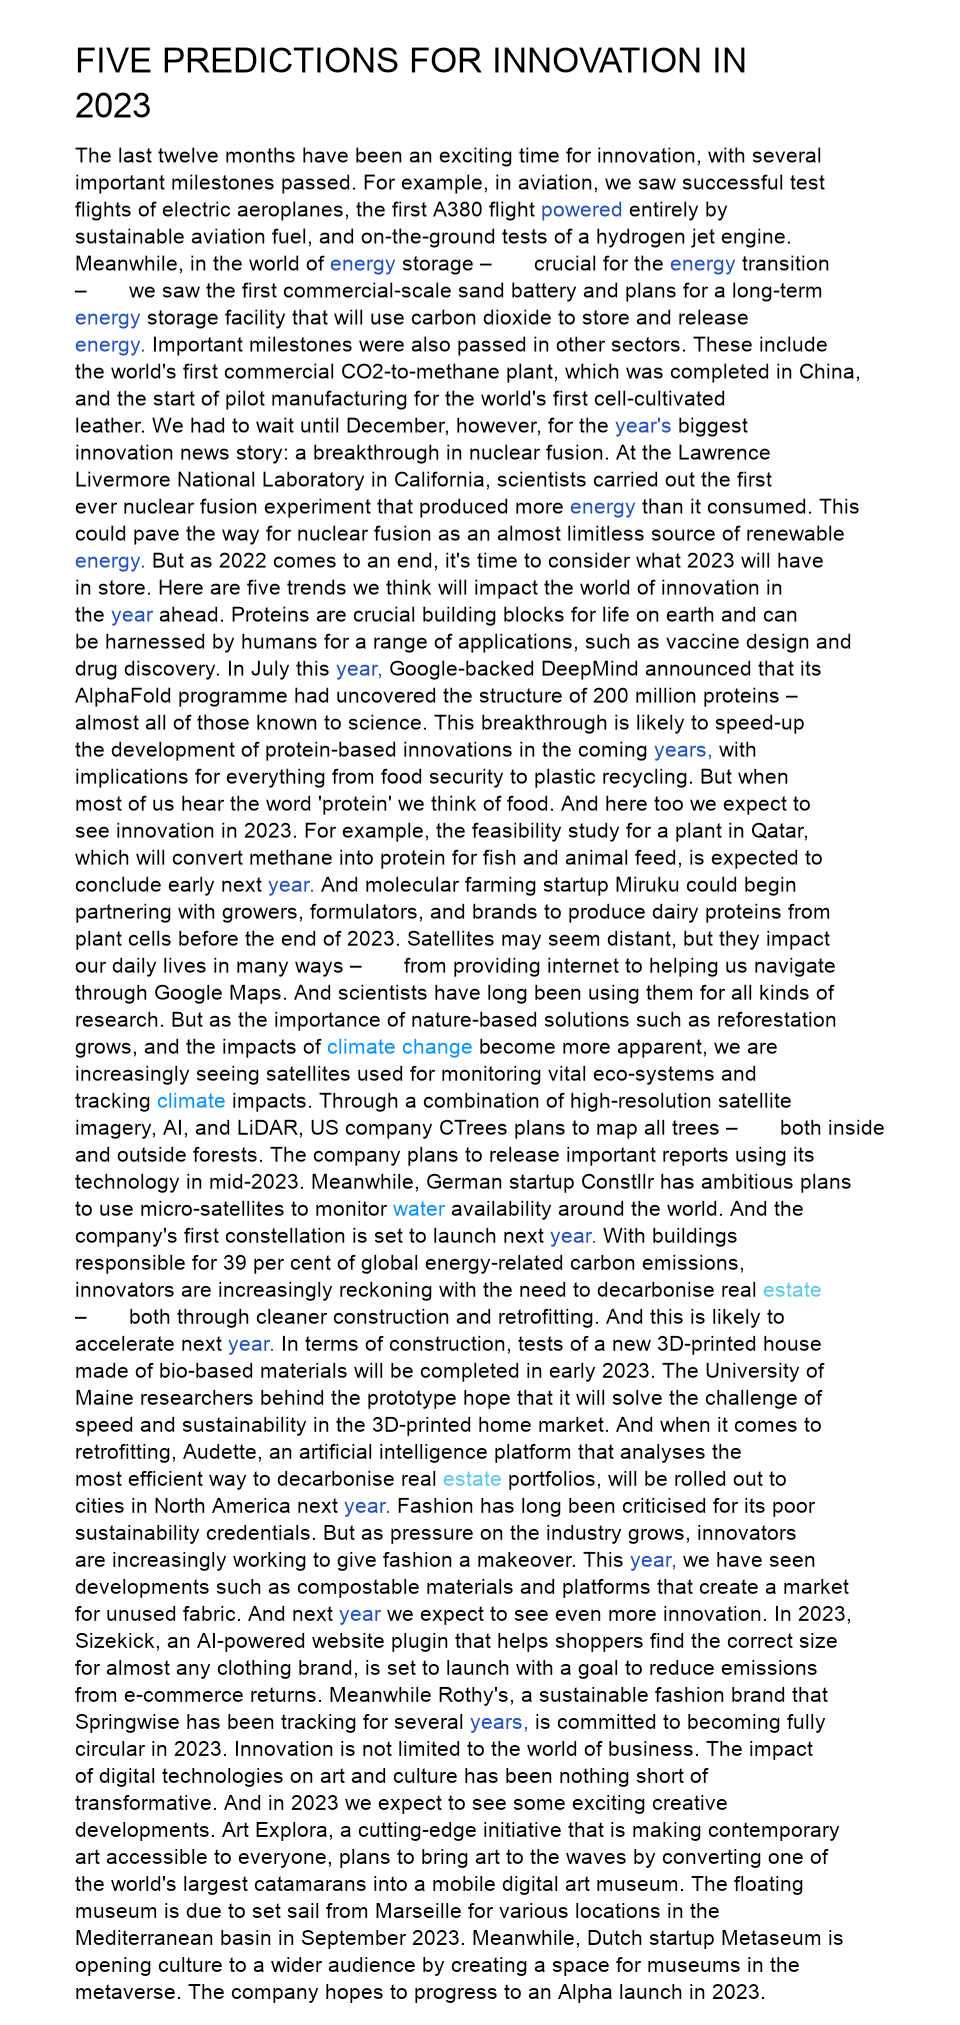 FIVE PREDICTIONS FOR INNOVATION IN
2023
The last twelve months have been an exciting time for innovation, with several
important milestones passed. For example, in aviation, we saw successful test
flights of electric aeroplanes, the first A380 flight powered entirely by
sustainable aviation fuel, and on-the-ground tests of a hydrogen jet engine.
Meanwhile, in the world of energy storage – crucial for the energy transition
– we saw the first commercial-scale sand battery and plans for a long-term
energy storage facility that will use carbon dioxide to store and release
energy. Important milestones were also passed in other sectors. These include
the world's first commercial CO2-to-methane plant, which was completed in China,
and the start of pilot manufacturing for the world's first cell-cultivated
leather. We had to wait until December, however, for the year's biggest
innovation news story: a breakthrough in nuclear fusion. At the Lawrence
Livermore National Laboratory in California, scientists carried out the first
ever nuclear fusion experiment that produced more energy than it consumed. This
could pave the way for nuclear fusion as an almost limitless source of renewable
energy. But as 2022 comes to an end, it's time to consider what 2023 will have
in store. Here are five trends we think will impact the world of innovation in
the year ahead. Proteins are crucial building blocks for life on earth and can
be harnessed by humans for a range of applications, such as vaccine design and
drug discovery. In July this year, Google-backed DeepMind announced that its
AlphaFold programme had uncovered the structure of 200 million proteins –
almost all of those known to science. This breakthrough is likely to speed-up
the development of protein-based innovations in the coming years, with
implications for everything from food security to plastic recycling. But when
most of us hear the word 'protein' we think of food. And here too we expect to
see innovation in 2023. For example, the feasibility study for a plant in Qatar,
which will convert methane into protein for fish and animal feed, is expected to
conclude early next year. And molecular farming startup Miruku could begin
partnering with growers, formulators, and brands to produce dairy proteins from
plant cells before the end of 2023. Satellites may seem distant, but they impact
our daily lives in many ways – from providing internet to helping us navigate
through Google Maps. And scientists have long been using them for all kinds of
research. But as the importance of nature-based solutions such as reforestation
grows, and the impacts of climate change become more apparent, we are
increasingly seeing satellites used for monitoring vital eco-systems and
tracking climate impacts. Through a combination of high-resolution satellite
imagery, AI, and LiDAR, US company CTrees plans to map all trees – both inside
and outside forests. The company plans to release important reports using its
technology in mid-2023. Meanwhile, German startup Constllr has ambitious plans
to use micro-satellites to monitor water availability around the world. And the
company's first constellation is set to launch next year. With buildings
responsible for 39 per cent of global energy-related carbon emissions,
innovators are increasingly reckoning with the need to decarbonise real estate
– both through cleaner construction and retrofitting. And this is likely to
accelerate next year. In terms of construction, tests of a new 3D-printed house
made of bio-based materials will be completed in early 2023. The University of
Maine researchers behind the prototype hope that it will solve the challenge of
speed and sustainability in the 3D-printed home market. And when it comes to
retrofitting, Audette, an artificial intelligence platform that analyses the
most efficient way to decarbonise real estate portfolios, will be rolled out to
cities in North America next year. Fashion has long been criticised for its poor
sustainability credentials. But as pressure on the industry grows, innovators
are increasingly working to give fashion a makeover. This year, we have seen
developments such as compostable materials and platforms that create a market
for unused fabric. And next year we expect to see even more innovation. In 2023,
Sizekick, an AI-powered website plugin that helps shoppers find the correct size
for almost any clothing brand, is set to launch with a goal to reduce emissions
from e-commerce returns. Meanwhile Rothy's, a sustainable fashion brand that
Springwise has been tracking for several years, is committed to becoming fully
circular in 2023. Innovation is not limited to the world of business. The impact
of digital technologies on art and culture has been nothing short of
transformative. And in 2023 we expect to see some exciting creative
developments. Art Explora, a cutting-edge initiative that is making contemporary
art accessible to everyone, plans to bring art to the waves by converting one of
the world's largest catamarans into a mobile digital art museum. The floating
museum is due to set sail from Marseille for various locations in the
Mediterranean basin in September 2023. Meanwhile, Dutch startup Metaseum is
opening culture to a wider audience by creating a space for museums in the
metaverse. The company hopes to progress to an Alpha launch in 2023.